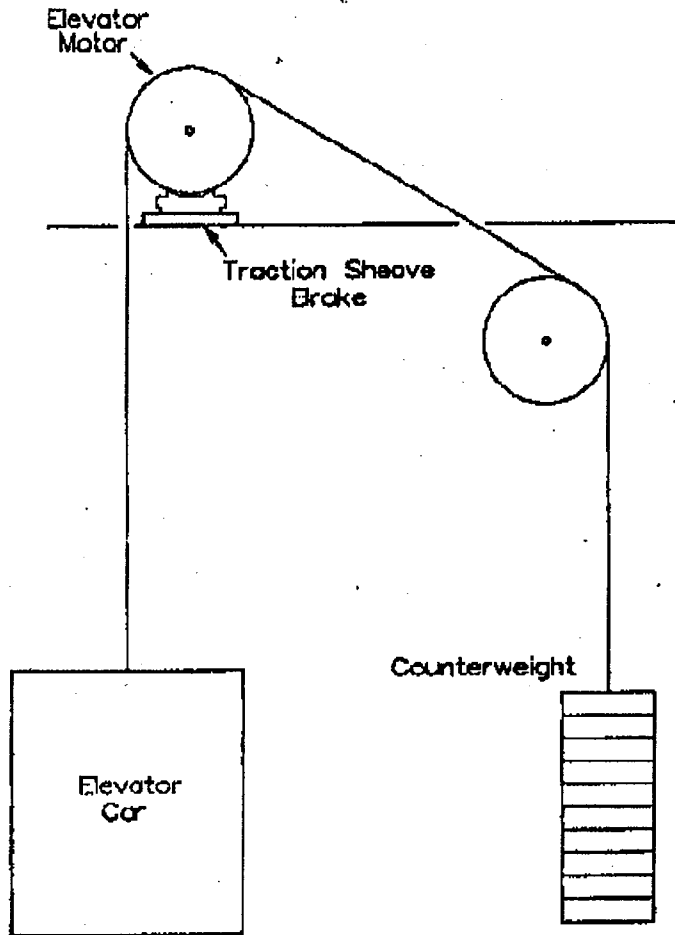 Elevator
Motor
Traction Sheave
Brake
Counterweight
Elevator
Car